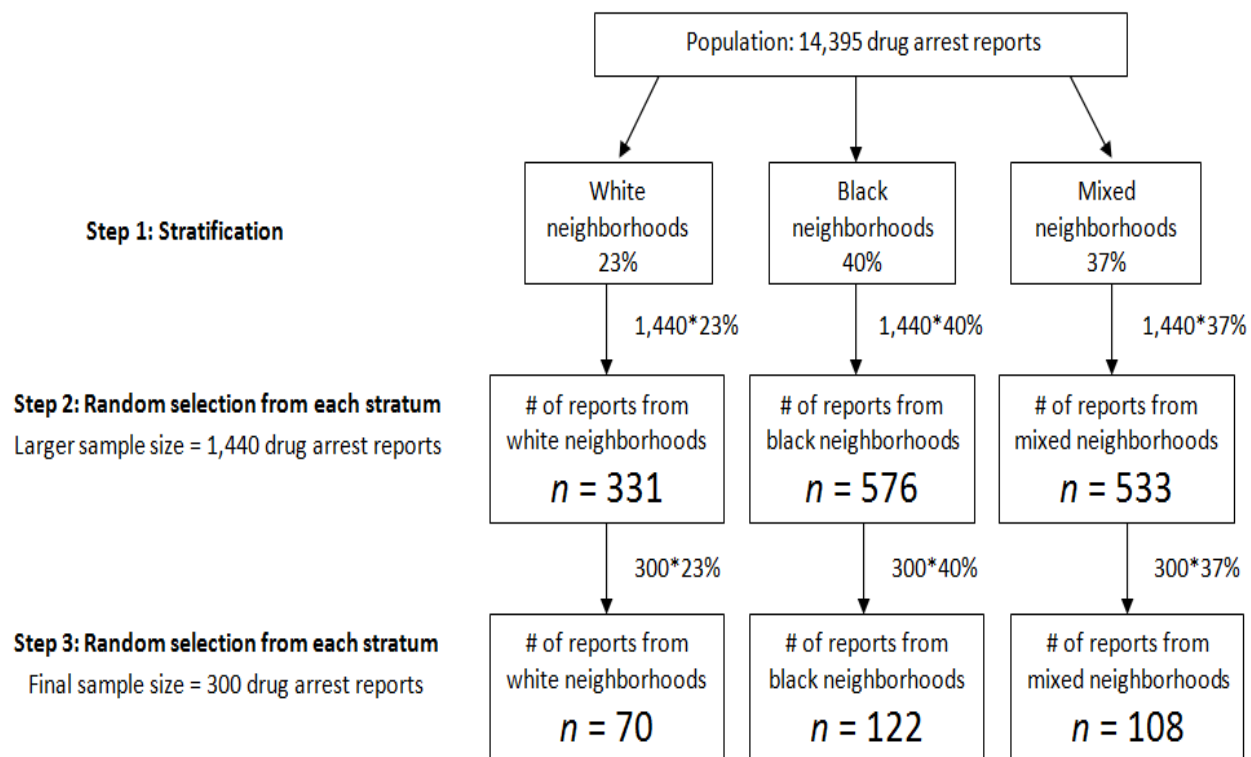 Population: 14,395 drug arrest reports
Step 1: Stratification
White
neighborhoods
23%
Black
neighborhoods
40%
Mixed
neighborhoods
37%
1,440*23%
1,440*40%
1,440*37%
Step 2: Random selection from each stratum
Larger sample size = 1,440 drug arrest reports
# of reports from
white neighborhoods
n = 331
# of reports from
black neighborhoods
n = 576
# of reports from
mixed neighborhoods
n = 533
300*23%
300*40%
300*37%
Step 3: Random selection from each stratum
Final sample size = 300 drug arrest reports
# of reports from
white neighborhoods
n = 70
# of reports from
black neighborhoods
n = 122
# of reports from
mixed neighborhoods
n = 108